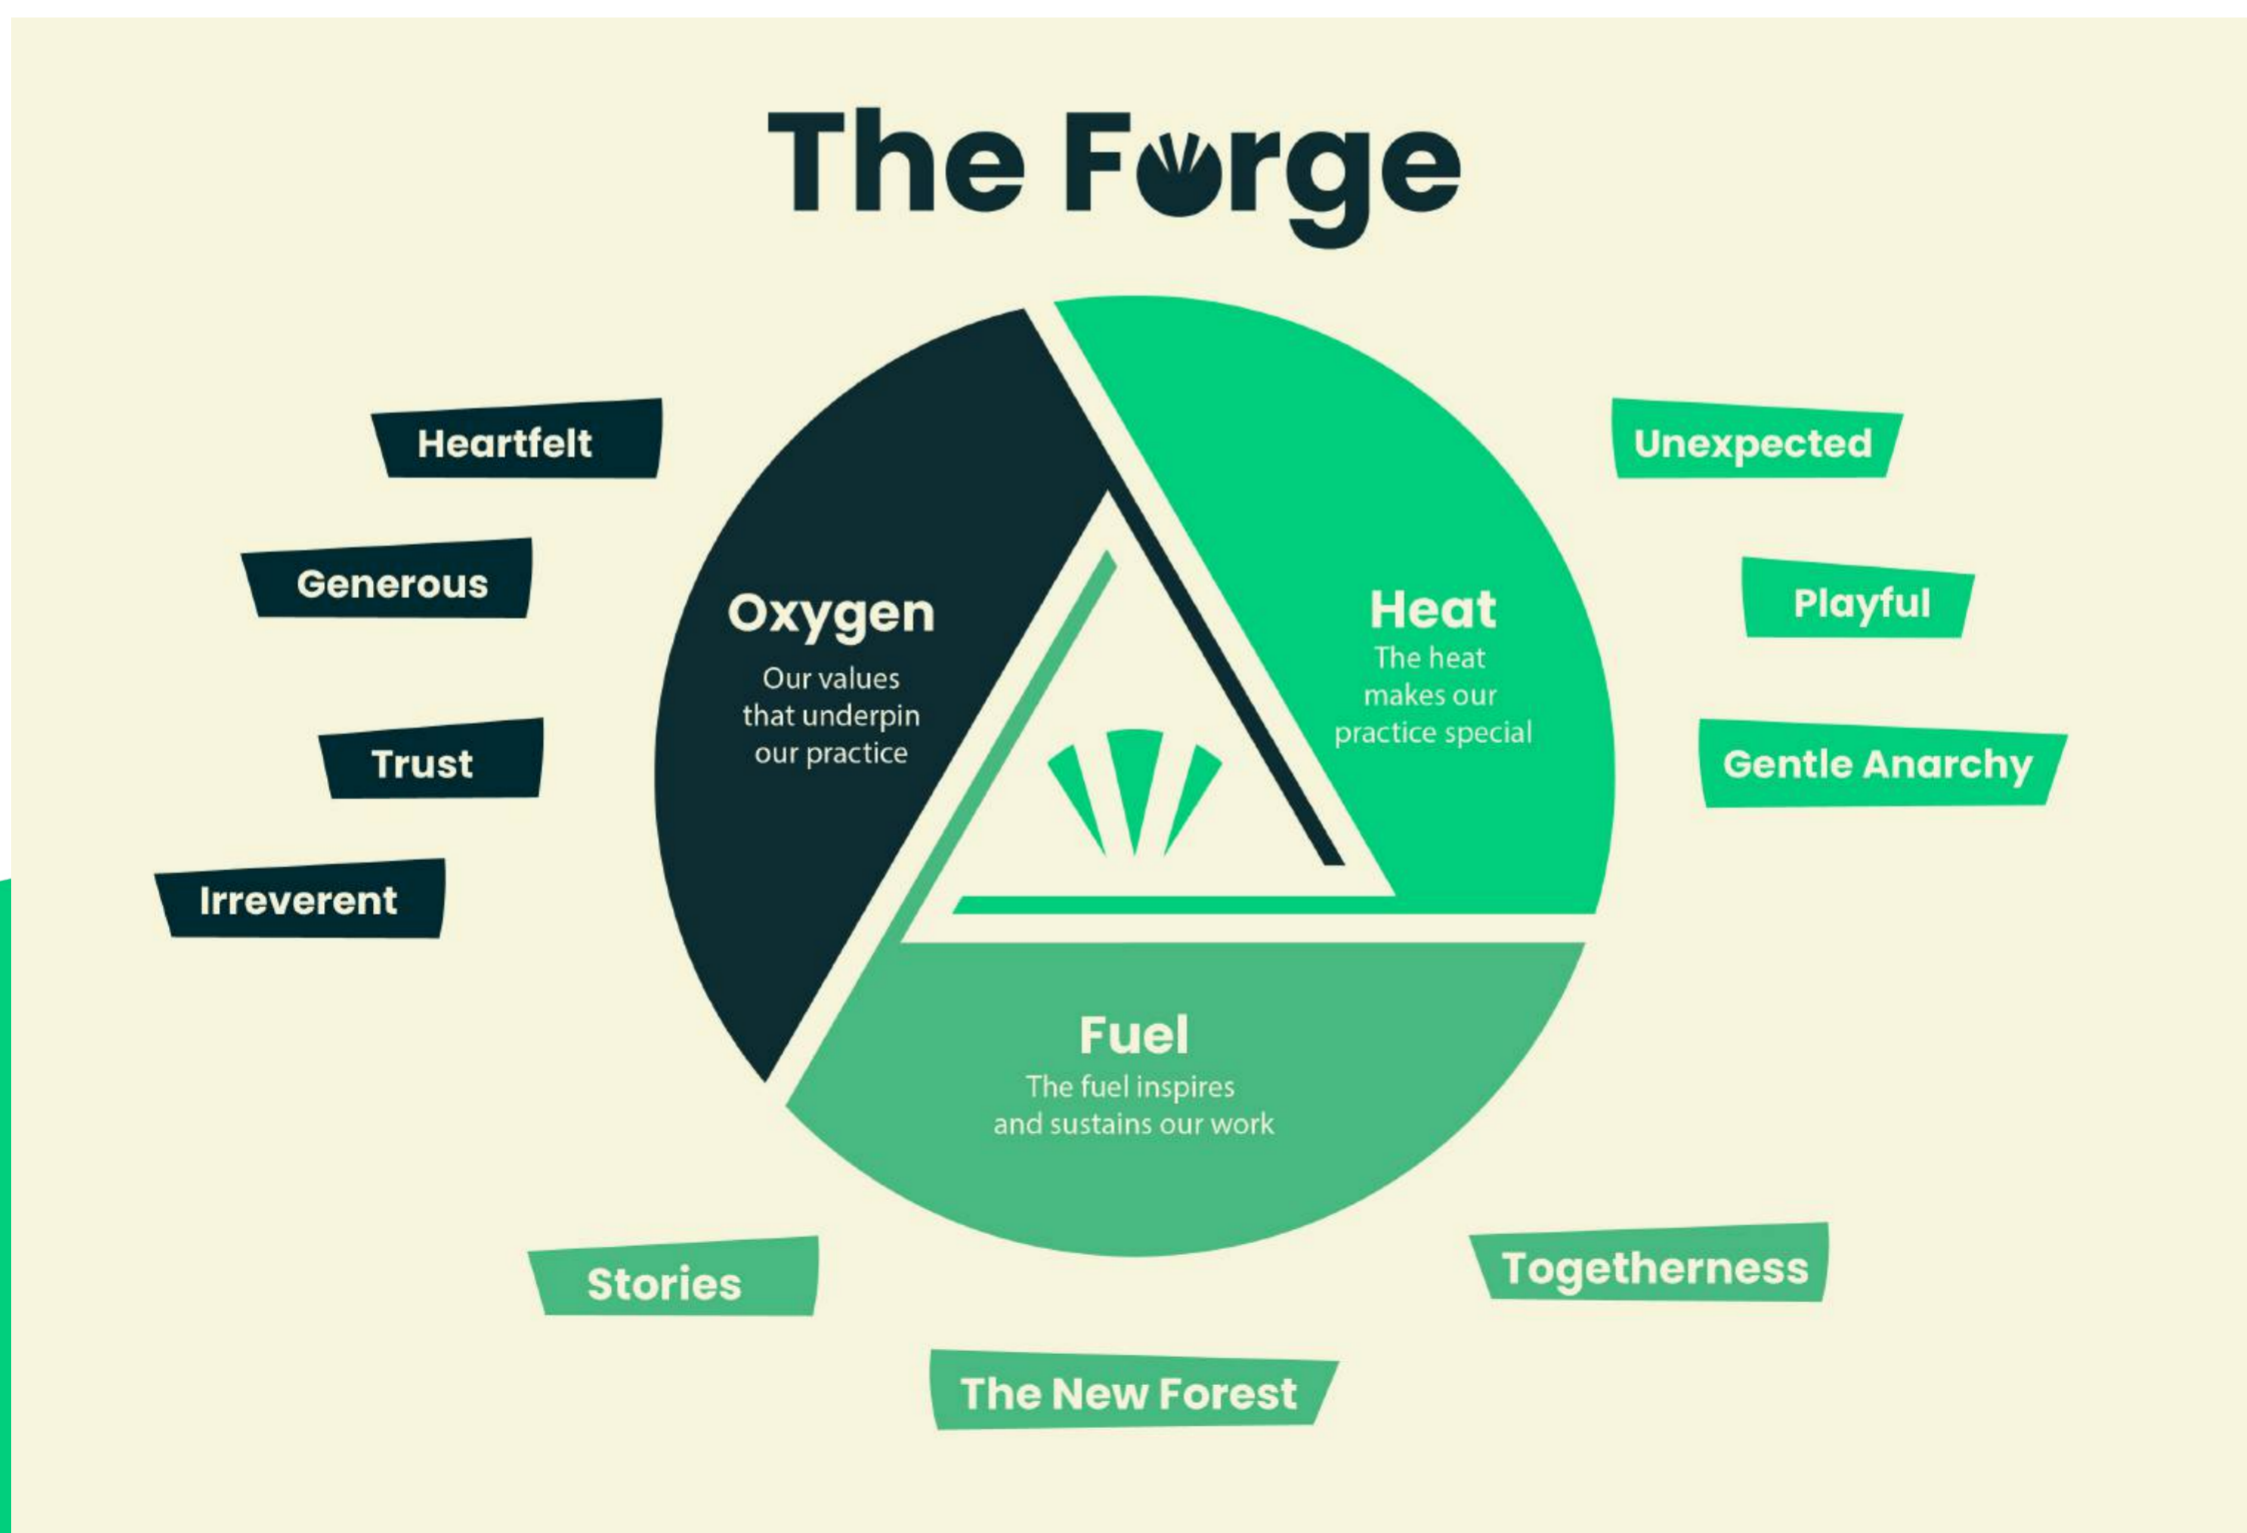 The Forge
Heartfelt
Generous
Trust
Irreverent
Oxygen
Our values
that underpin
our practice
Heat
The heat
makes our
practice special
Unexpected
Playful
Gentle Anarchy
Fuel
The fuel inspires
and sustains our work
Stories
The New Forest
Togetherness